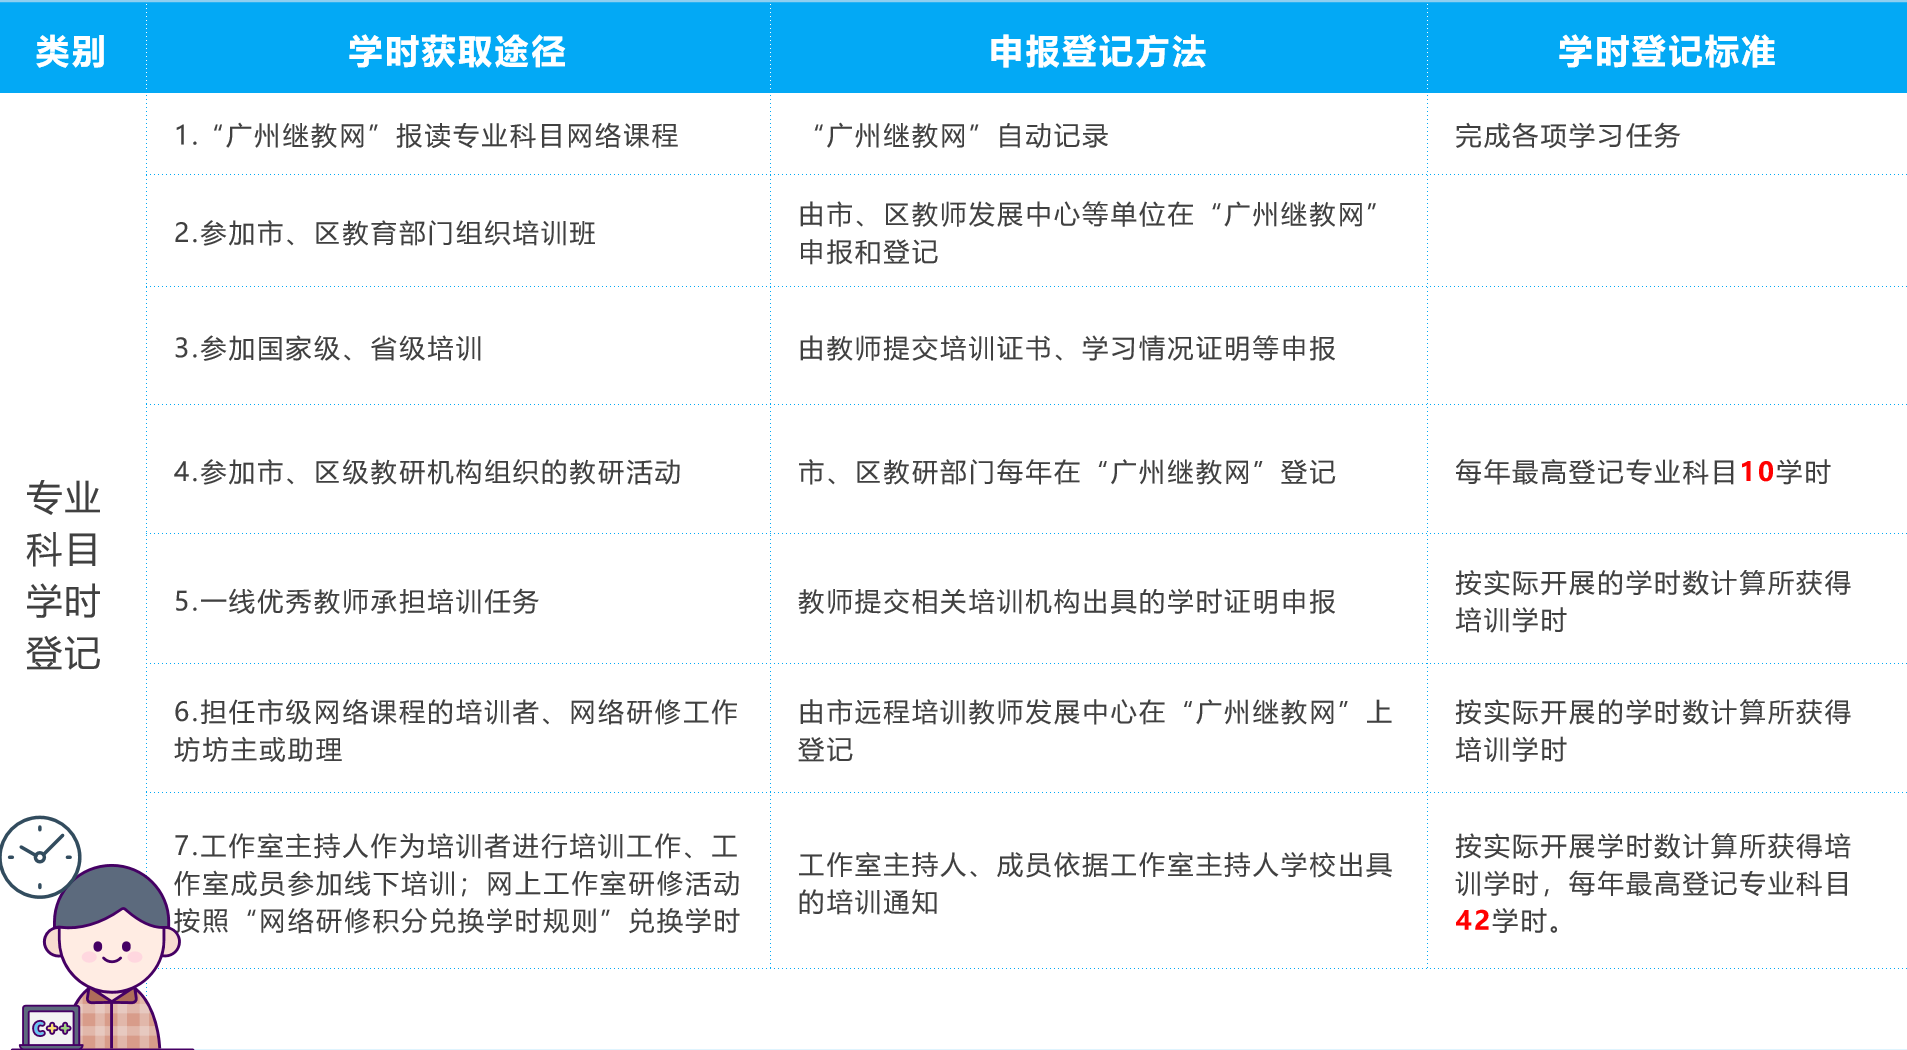 类别
学时获取途径
申报登记方法
学时登记标准
专业
科目
学时
登记
1.“广州继教网”报读专业科目网络课程
“广州继教网”自动记录
完成各项学习任务
2.参加市、区教育部门组织培训班
由市、区教师发展中心等单位在“广州继教网”
申报和登记
3.参加国家级、省级培训
由教师提交培训证书、学习情况证明等申报
4.参加市、区级教研机构组织的教研活动
市、区教研部门每年在“广州继教网”登记
每年最高登记专业科目10学时
5.一线优秀教师承担培训任务
教师提交相关培训机构出具的学时证明申报
按实际开展的学时数计算所获得
培训学时
6.担任市级网络课程的培训者、网络研修工作
坊坊主或助理
由市远程培训教师发展中心在“广州继教网”上
登记
按实际开展的学时数计算所获得
培训学时
7.工作室主持人作为培训者进行培训工作、工
作室成员参加线下培训；网上工作室研修活动
按照“网络研修积分兑换学时规则”兑换学时
工作室主持人、成员依据工作室主持人学校出具
的培训通知
按实际开展学时数计算所获得培
训学时，每年最高登记专业科目
42学时。
C++